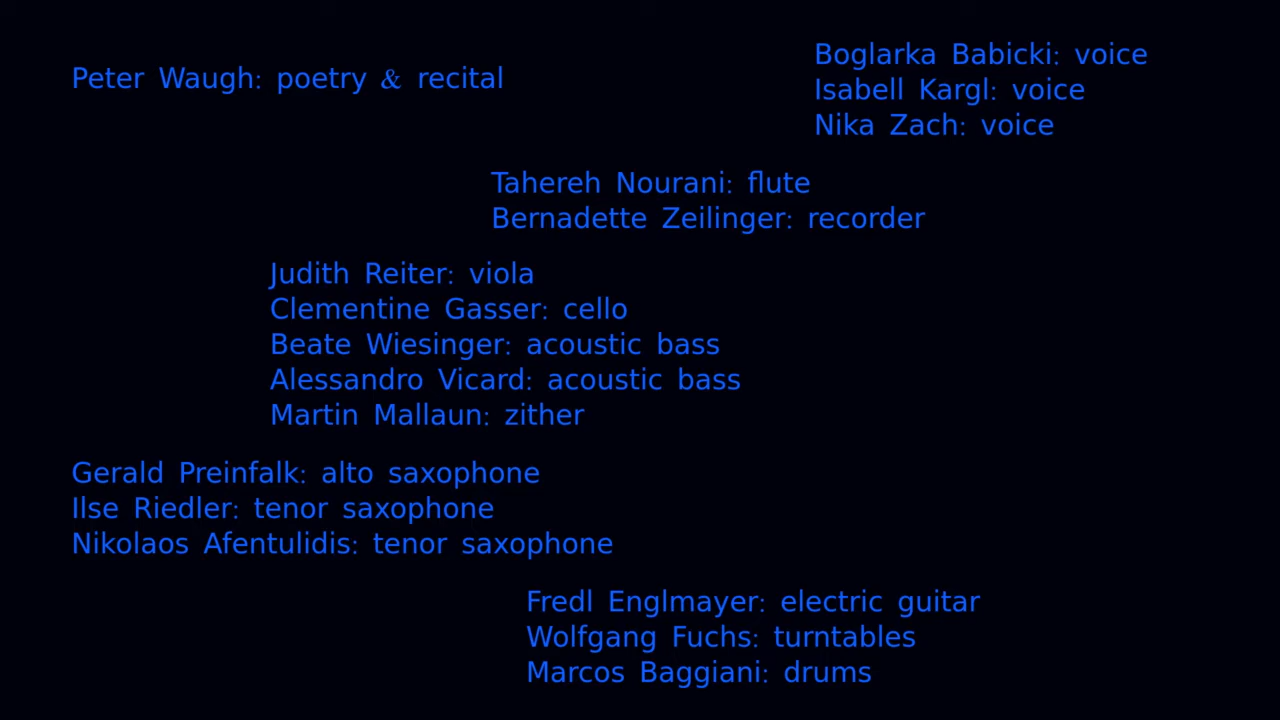 Peter Waugh: poetry & recital
Boglarka Babicki: voice
Isabell Kargl: voice
Nika Zach: voice
Tahereh Nourani: flute
Bernadette Zeilinger: recorder
Judith Reiter: viola
Clementine Gasser: cello
Beate Wiesinger: acoustic bass
Alessandro Vicard: acoustic bass
Martin Mallaun: zither
Gerald Preinfalk: alto saxophone
Ilse Riedler: tenor saxophone
Nikolaos Afentulidis: tenor saxophone
Fredl Englmayer: electric guitar
Wolfgang Fuchs: turntables
Marcos Baggiani: drums